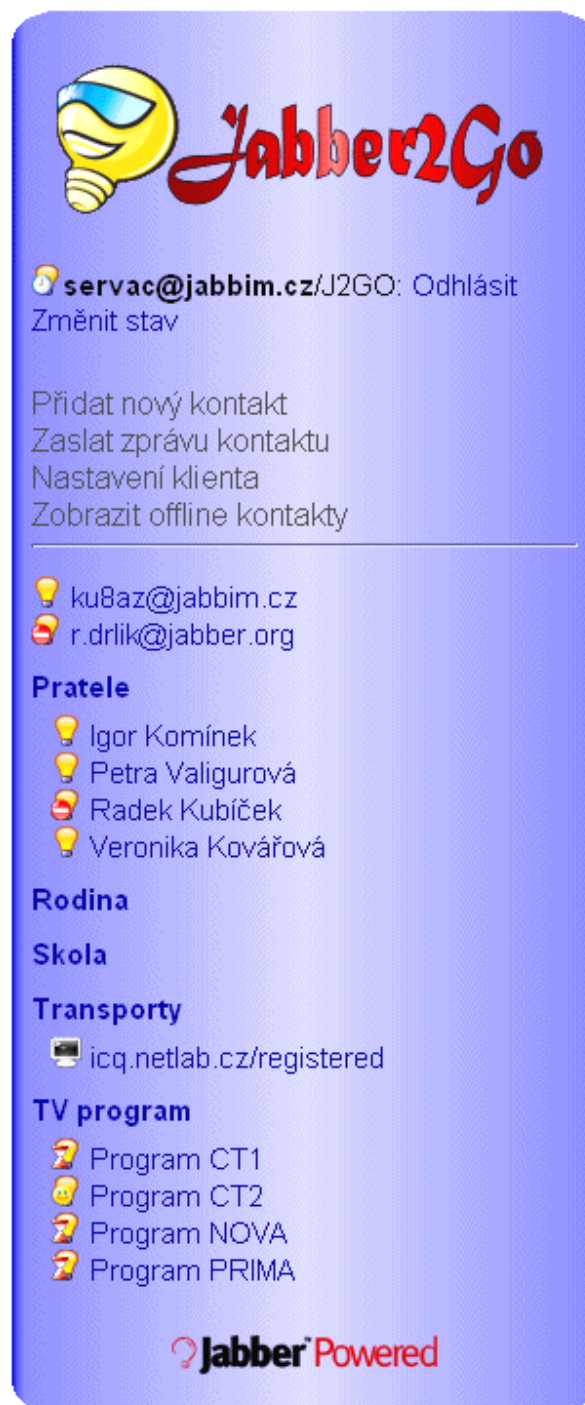 Jabber2Go
servac@jabbim.cz/J2GO: Odhlásit
Změnit stav
Přidat nový kontakt
Zaslat zprávu kontaktu
Nastavení klienta
Zobrazit offline kontakty
ku8az@jabbim.cz
r.drlik@jabber.org
Pratele
Igor Komínek
Petra Valigurová
Radek Kubíček
Veronika Kovářová
Rodina
Skola
Transporty
icq.netlab.cz/registered
TV program
Program CT1
Program CT2
Program NOVA
Program PRIMA
Jabber™ Powered